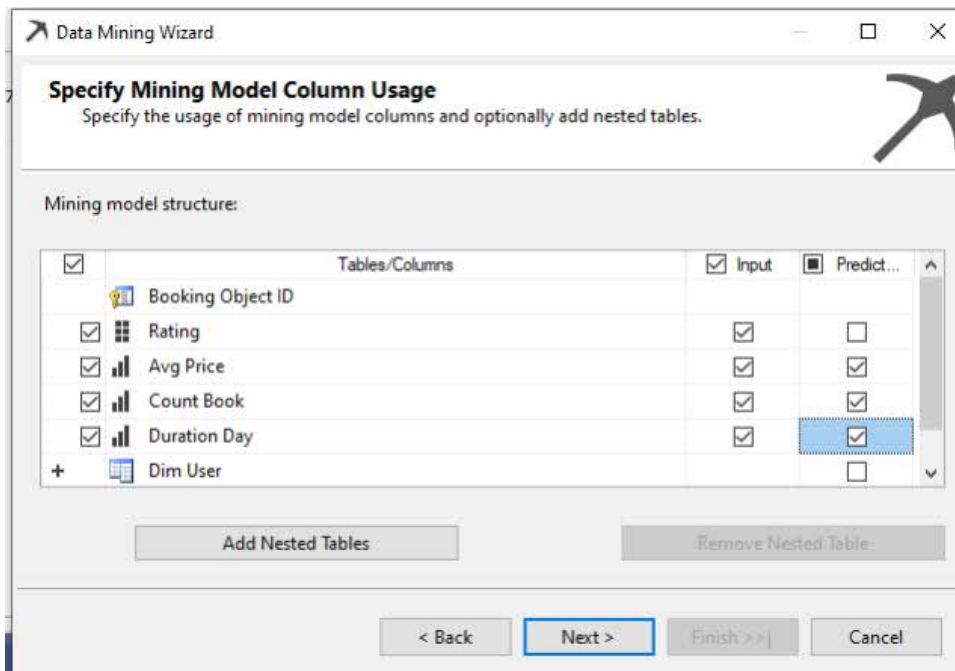 Data Mining Wizard
7
Specify Mining Model Column Usage
Specify the usage of mining model columns and optionally add nested tables.
Mining model structure:
Tables/Columns Input Predict...
Booking Object ID
Rating
Avg Price
Count Book
Duration Day
Dim User
Add Nested Tables Remove Nested Table
< Back Next > Finish >>| Cancel